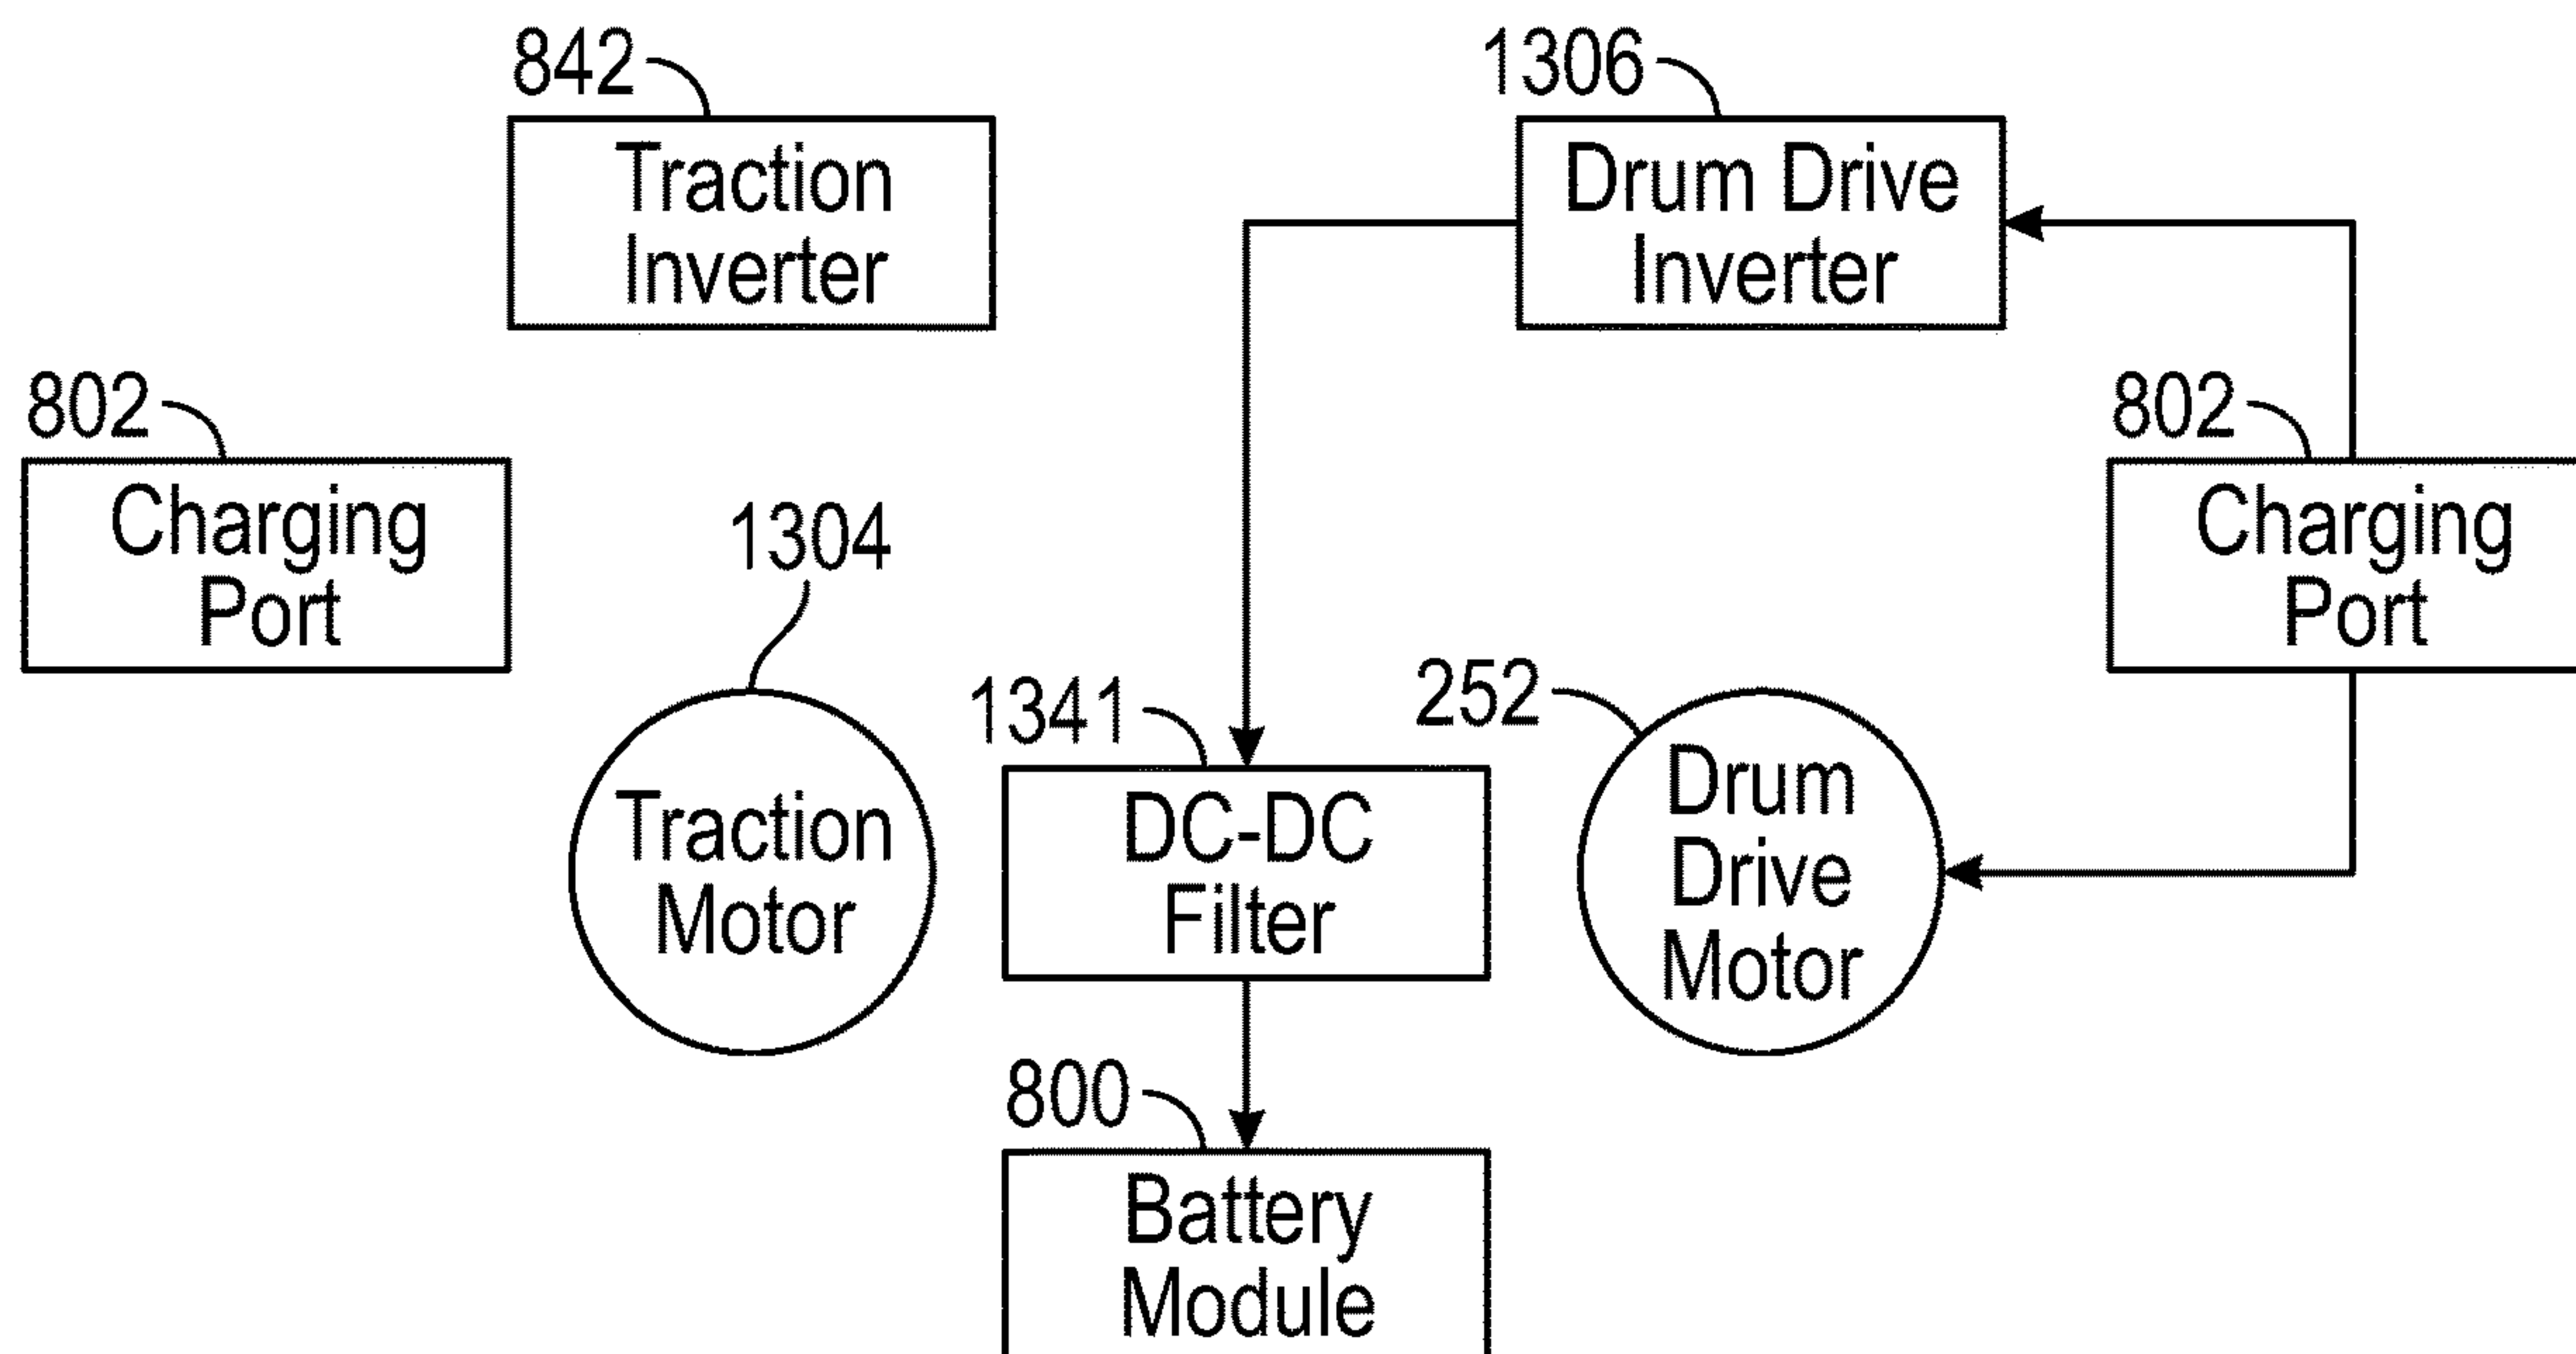 842
Traction
Inverter
1306
Drum Drive
Inverter
802
Charging
Port
802
Charging
Port
1304
Traction
Motor
1341
DC-DC
Filter
252
Drum
Drive
Motor
800
Battery
Module